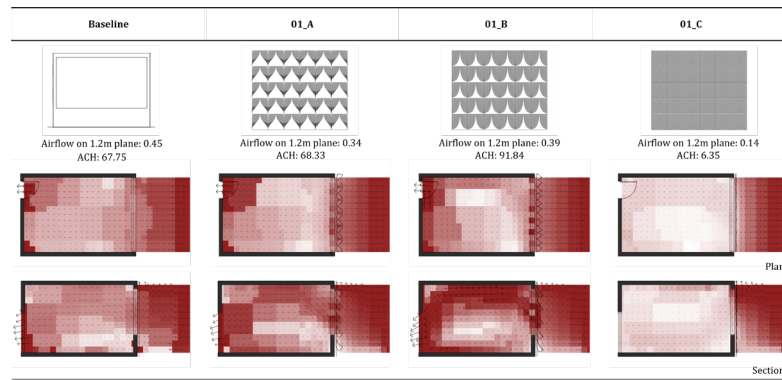 Baseline 01_A 01_B 01_C
Airflow on 1.2m plane: 0.45 Airflow on 1.2m plane: 0.34 Airflow on 1.2m plane: 0.39 Airflow on 1.2m plane: 0.14
ACH: 67.75 ACH: 68.33 ACH: 91.84 ACH: 6.35
Plan
Section